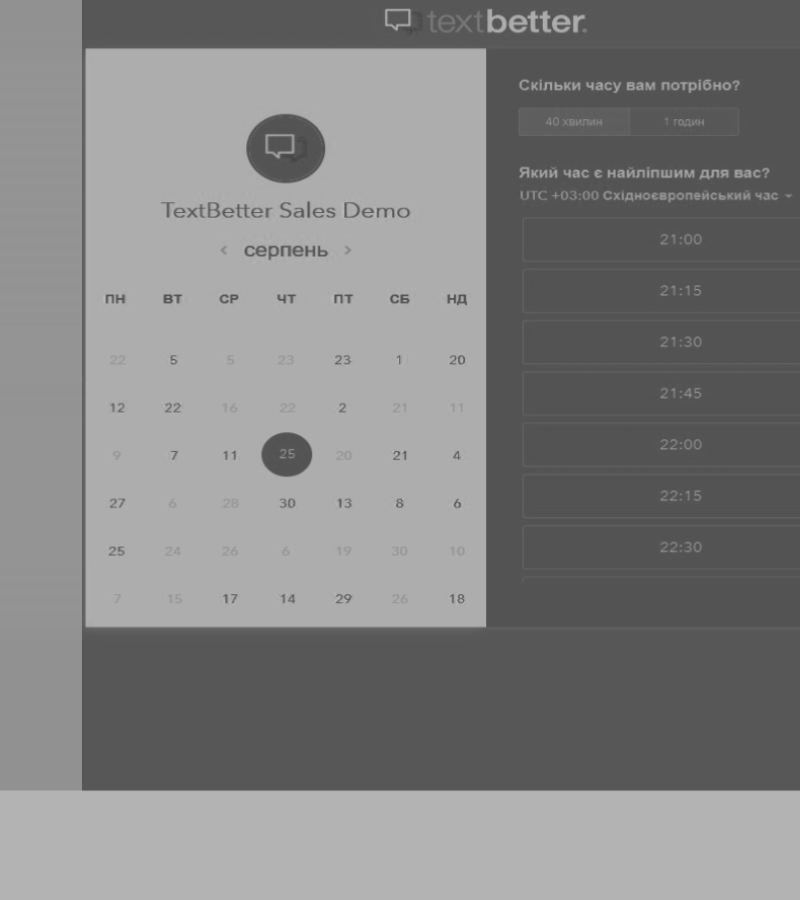 textbetter.
TextBetter Sales Demo
‹ серпень ›
ПН ВТ СР ЧТ ПТ СБ НД
22 5 5 23 23 1 20
12 22 16 22 2 21 11
9 7 11 25 20 21 4
27 6 28 30 13 8 6
25 24 26 6 19 30 10
7 15 17 14 29 26 18
Скільки часу вам потрібно?
40 хвилин 1 годин
Який час є найліпшим для вас?
UTC +03:00 Східноєвропейський час
21:00
21:15
21:30
21:45
22:00
22:15
22:30